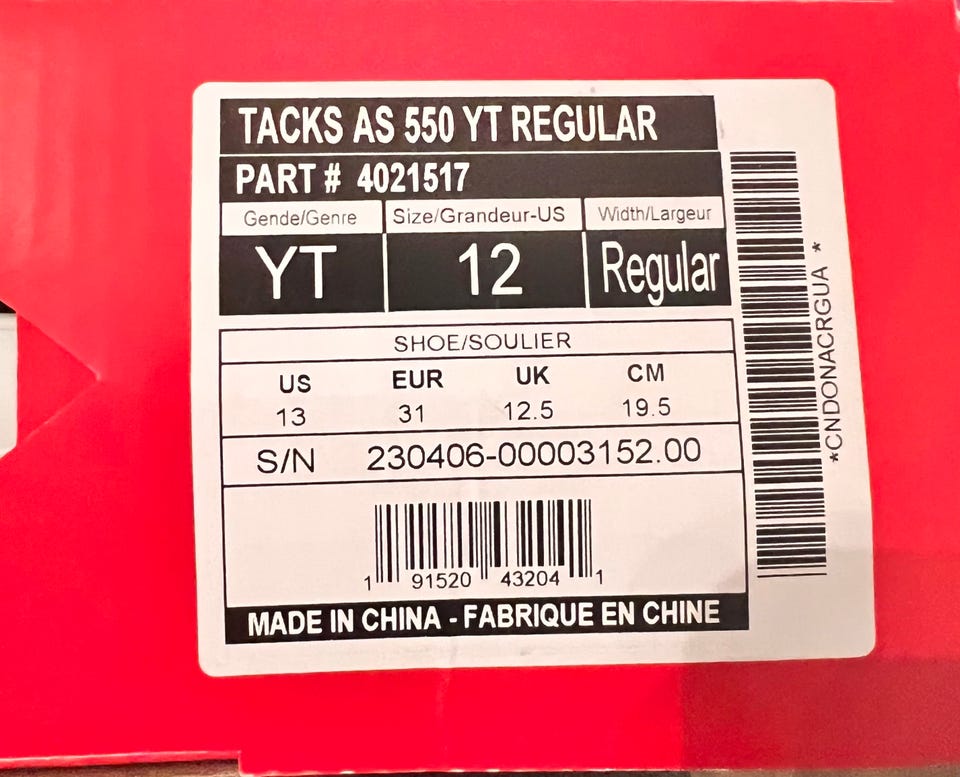 TACKS AS 550 YT REGULAR
PART # 4021517
Gende/Genre Size/Grandeur-US Width/Largeur
YT 12 Regular
SHOE/SOULIER
US EUR UK CM
13 31 12.5 19.5
S/N 230406-00003152.00
1 91520 43204 1
MADE IN CHINA - FABRIQUE EN CHINE
*CNDONACRGUA *